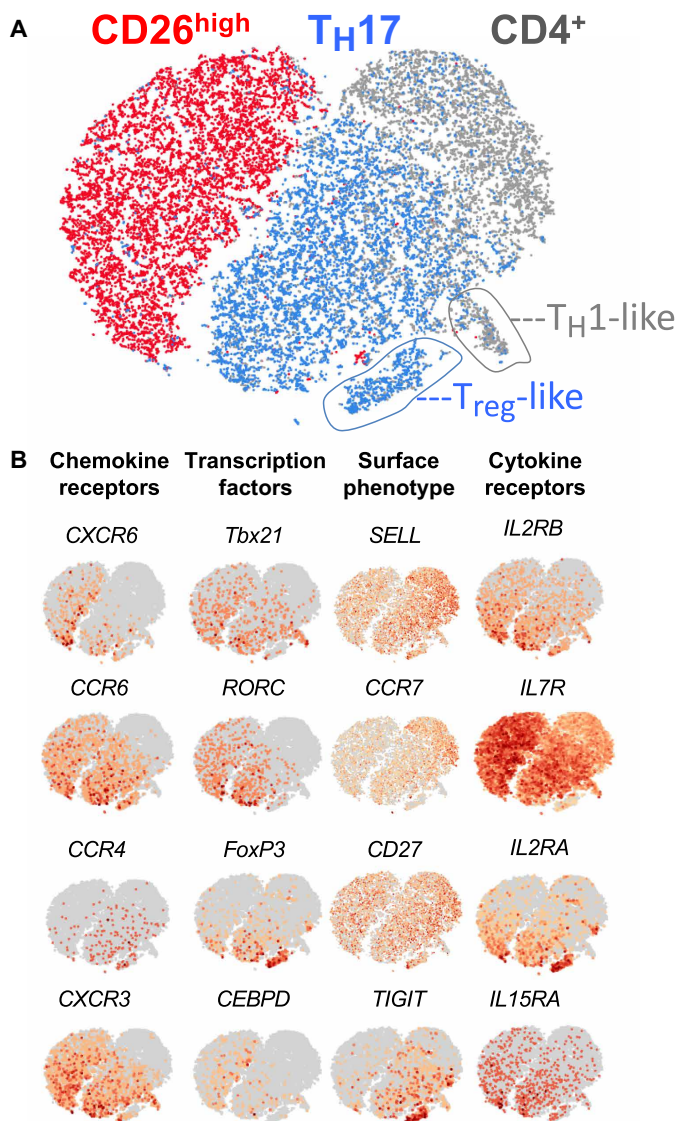 A
CD26high TH17 CD4+
---TH1-like
---Treg-like
B
Chemokine receptors
Transcription factors
Surface phenotype
Cytokine receptors
CXCR6 Tbx21 SELL IL2RB
CCR6 RORC CCR7 IL7R
CCR4 FoxP3 CD27 IL2RA
CXCR3 CEBPD TIGIT IL15RA